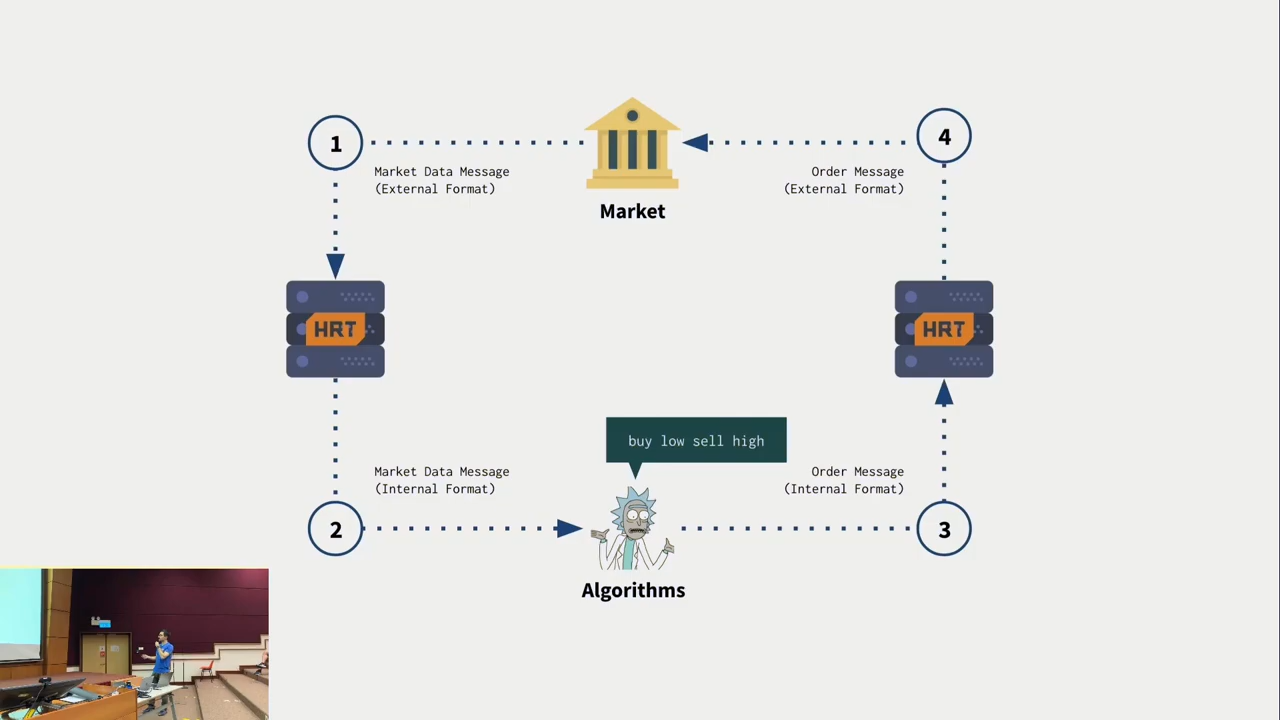 1
Market Data Message
(External Format)
Market
4
Order Message
(External Format)
HRT
HRT
buy low sell high
Market Data Message
(Internal Format)
Order Message
(Internal Format)
2
3
Algorithms